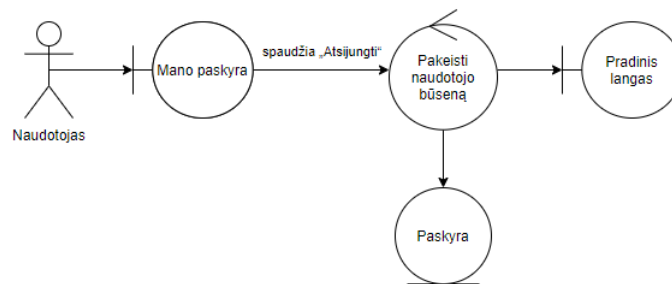 Naudotojas
Mano paskyra
spaudžia „Atsijungti“
Pakeisti
naudotojo
būseną
Pradinis
langas
Paskyra